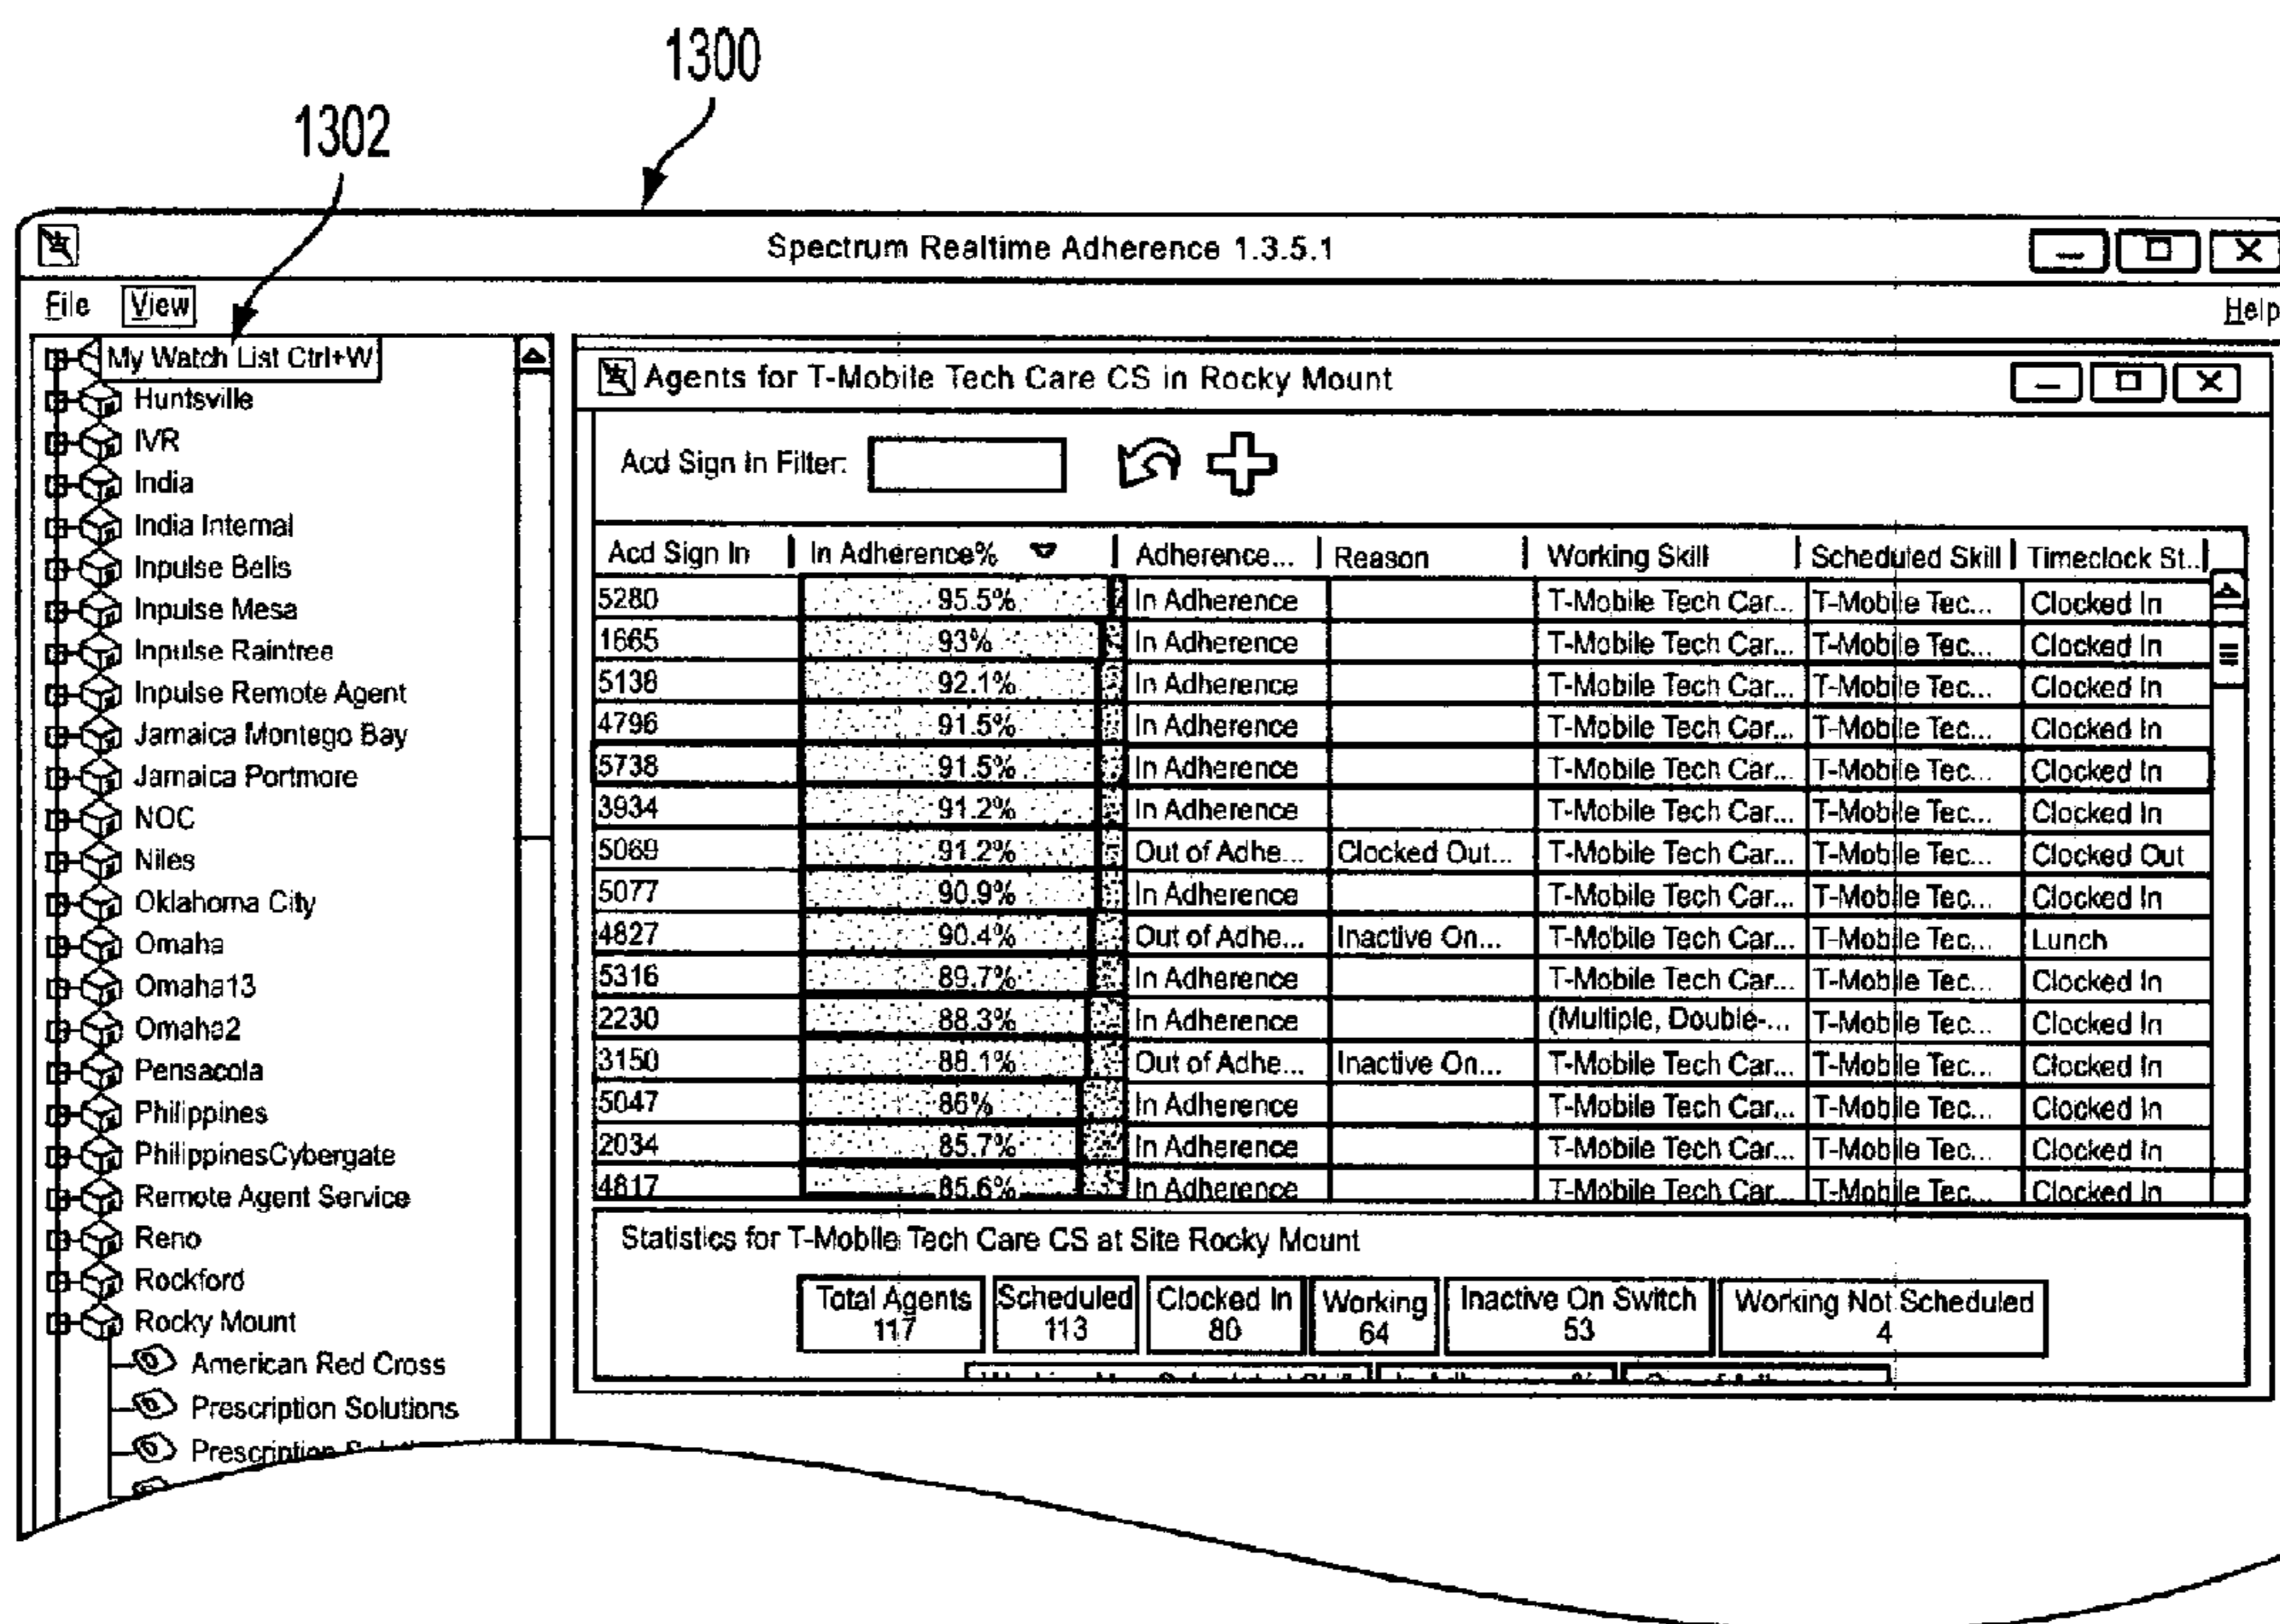 1300
1302
Spectrum Realtime Adherence 1.3.5.1
File View Help
My Watch List Ctrl+W
Huntsville
IVR
India
India Internal
Inpulse Bellis
Inpulse Mesa
Inpulse Raintree
Inpulse Remote Agent
Jamaica Montego Bay
Jamaica Portmore
NOC
Niles
Oklahoma City
Omaha
Omaha13
Omaha2
Pensacola
Philippines
PhilippinesCybergate
Remote Agent Service
Reno
Rockford
Rocky Mount
American Red Cross
Prescription Solutions
Prescription
Agents for T-Mobile Tech Care CS in Rocky Mount
Acd Sign In Filter:
Acd Sign In In Adherence% Adherence... Reason Working Skill Scheduled Skill Timeclock St..
5280 95.5% In Adherence T-Mobile Tech Car... T-Mobile Tec... Clocked In
1665 93% In Adherence T-Mobile Tech Car... T-Mobile Tec... Clocked In
5138 92.1% In Adherence T-Mobile Tech Car... T-Mobile Tec... Clocked In
4796 91.5% In Adherence T-Mobile Tech Car... T-Mobile Tec... Clocked In
5738 91.5% In Adherence T-Mobile Tech Car... T-Mobile Tec... Clocked In
3934 91.2% In Adherence T-Mobile Tech Car... T-Mobile Tec... Clocked In
5069 91.2% Out of Adhe... Clocked Out... T-Mobile Tech Car... T-Mobile Tec... Clocked Out
5077 90.9% In Adherence T-Mobile Tech Car... T-Mobile Tec... Clocked In
4827 90.4% Out of Adhe... Inactive On... T-Mobile Tech Car... T-Mobile Tec... Lunch
5316 89.7% In Adherence T-Mobile Tech Car... T-Mobile Tec... Clocked In
2230 88.3% In Adherence (Multiple, Double-... T-Mobile Tec... Clocked In
3150 88.1% Out of Adhe... Inactive On... T-Mobile Tech Car... T-Mobile Tec... Clocked In
5047 86% In Adherence T-Mobile Tech Car... T-Mobile Tec... Clocked In
2034 85.7% In Adherence T-Mobile Tech Car... T-Mobile Tec... Clocked In
4817 85.6% In Adherence T-Mobile Tech Car... T-Mobile Tec... Clocked In
Statistics for T-Mobile Tech Care CS at Site Rocky Mount
Total Agents Scheduled Clocked In Working Inactive On Switch Working Not Scheduled
117 113 80 64 53 4